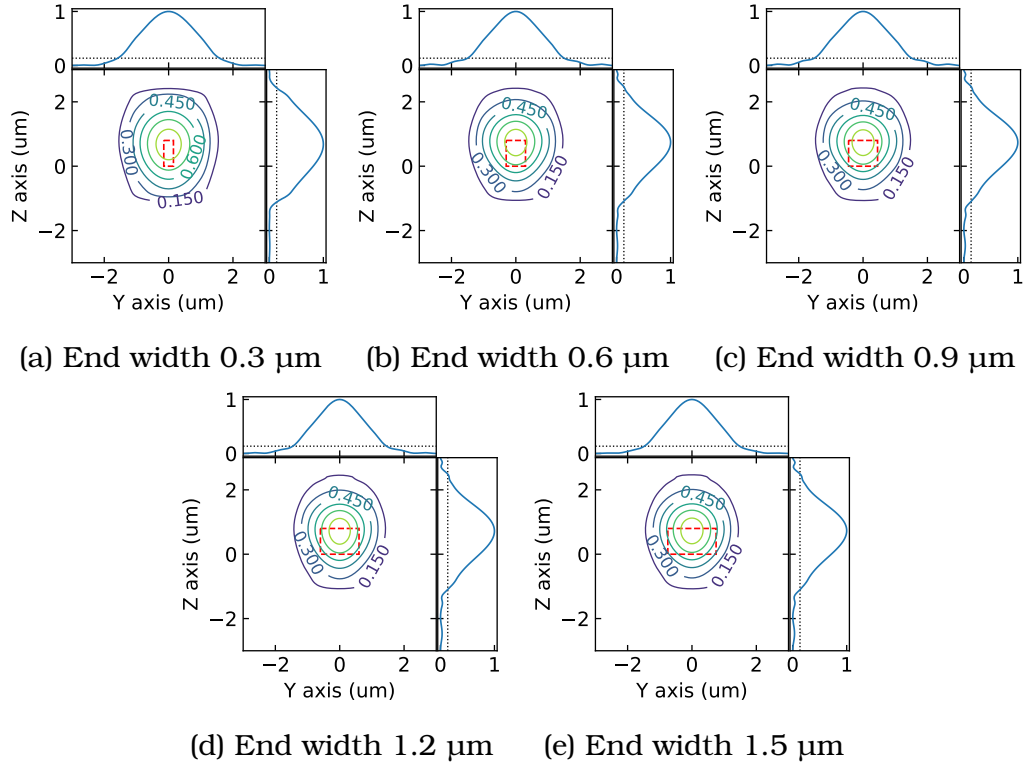 1
0
2
0
−2
Z axis (um)
0.450
0.300
0.600
0.150
−2 0 2 0 1
Y axis (um)
(a) End width 0.3 µm
1
0
2
0
−2
Z axis (um)
0.450
0.300
0.150
−2 0 2 0 1
Y axis (um)
(b) End width 0.6 µm
1
0
2
0
−2
Z axis (um)
0.450
0.300
0.150
−2 0 2 0 1
Y axis (um)
(c) End width 0.9 µm
1
0
2
0
−2
Z axis (um)
0.450
0.300
0.150
−2 0 2 0 1
Y axis (um)
(d) End width 1.2 µm
1
0
2
0
−2
Z axis (um)
0.450
0.300
0.150
−2 0 2 0 1
Y axis (um)
(e) End width 1.5 µm